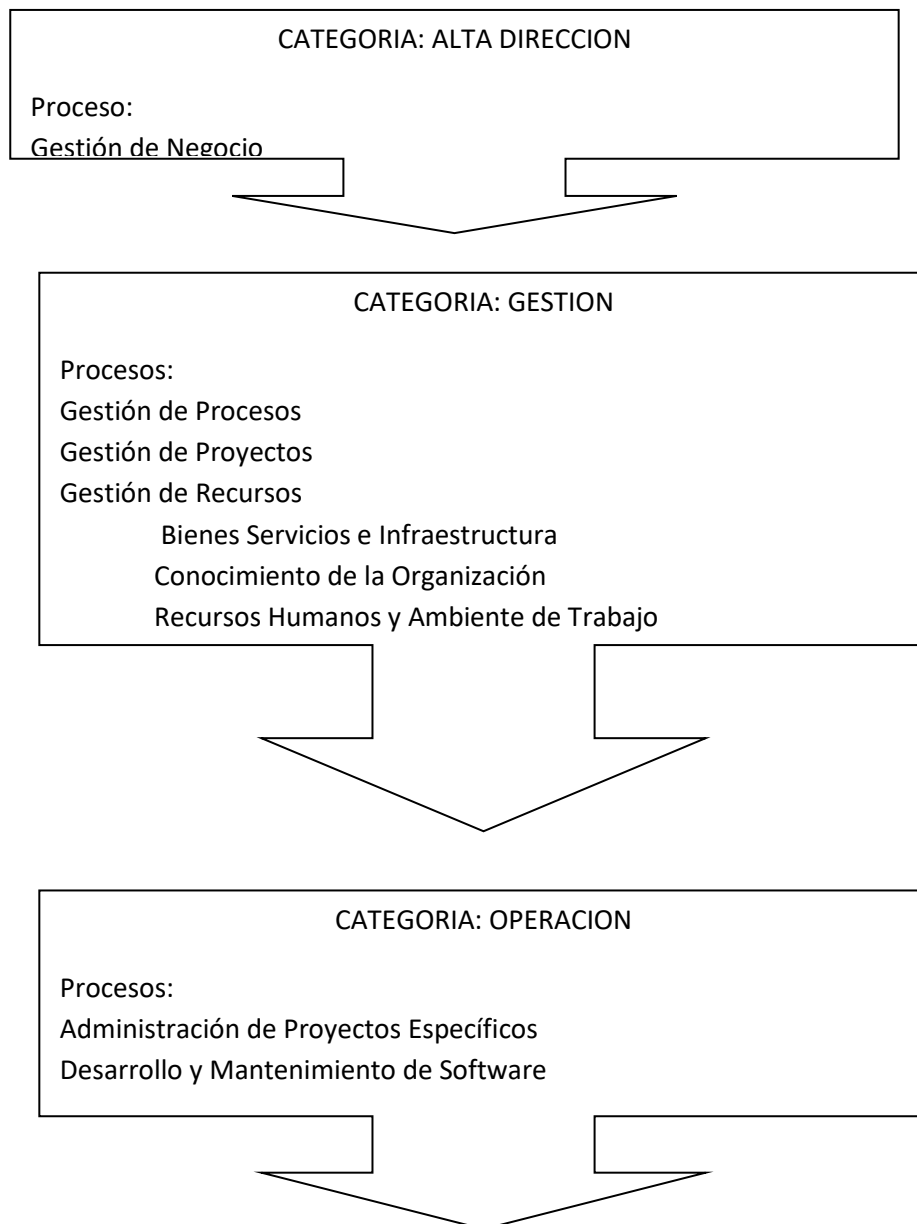 CATEGORIA: ALTA DIRECCION
Proceso:
Gestión de Negocio
CATEGORIA: GESTION
Procesos:
Gestión de Procesos
Gestión de Proyectos
Gestión de Recursos
Bienes Servicios e Infraestructura
Conocimiento de la Organización
Recursos Humanos y Ambiente de Trabajo
CATEGORIA: OPERACION
Procesos:
Administración de Proyectos Específicos
Desarrollo y Mantenimiento de Software